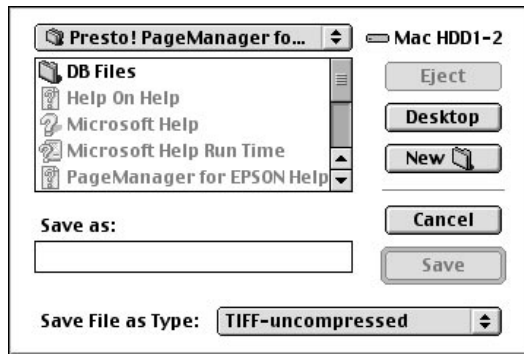 Presto! PageManager fo...
Mac HDD1-2
DB Files
Help On Help
Microsoft Help
Microsoft Help Run Time
PageManager for EPSON Help
Eject
Desktop
New
Save as:
Cancel
Save
Save File as Type: TIFF-uncompressed